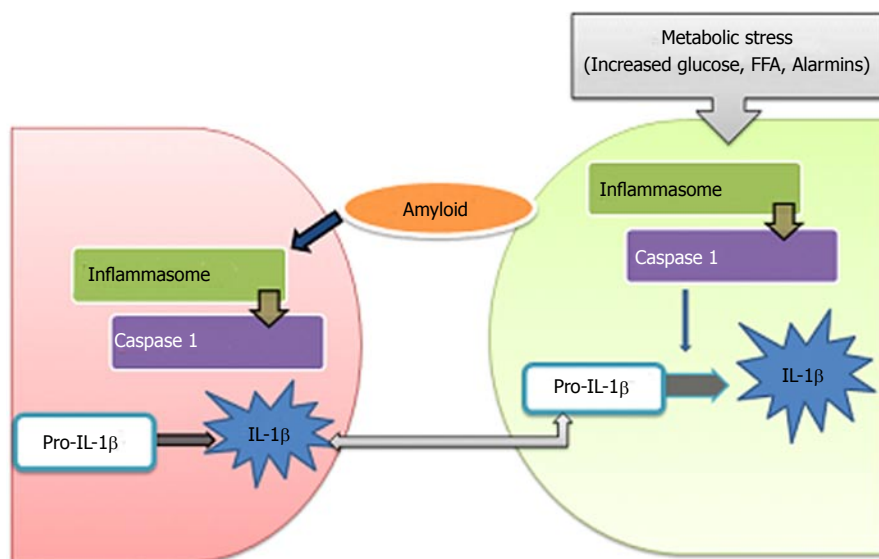 Metabolic stress
(Increased glucose, FFA, Alarmins)
Inflammasome
Amyloid
Caspase 1
Inflammasome
Caspase 1
Pro-IL-1β
IL-1β
Pro-IL-1β
IL-1β